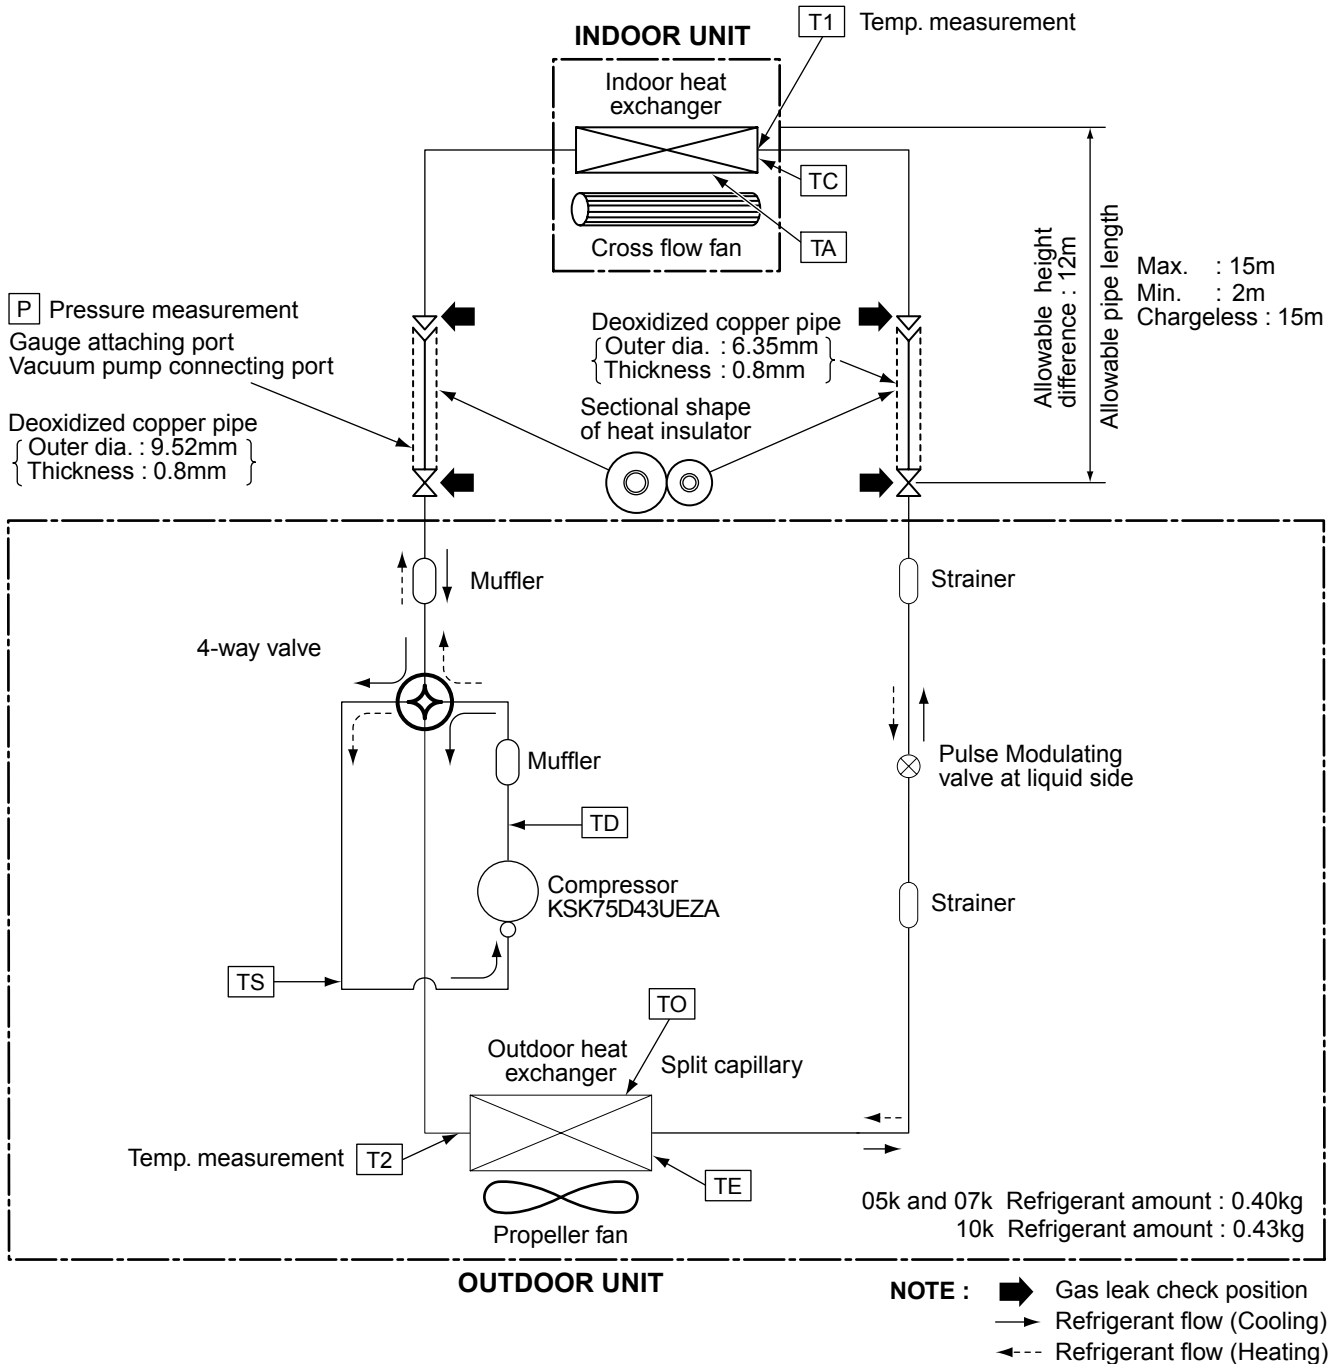 T1 Temp. measurement
INDOOR UNIT
Indoor heat
exchanger
TC
Cross flow fan
TA
Allowable height
difference : 12m
Allowable pipe length
Max. : 15m
Min. : 2m
Chargeless : 15m
P Pressure measurement
Gauge attaching port
Vacuum pump connecting port
Deoxidized copper pipe
Outer dia. : 9.52mm
Thickness : 0.8mm
Deoxidized copper pipe
Outer dia. : 6.35mm
Thickness : 0.8mm
Sectional shape
of heat insulator
Muffler
Strainer
4-way valve
Muffler
Pulse Modulating
valve at liquid side
TD
Compressor
KSK75D43UEZA
Strainer
TS
TO
Outdoor heat
exchanger
Split capillary
Temp. measurement T2
TE
Propeller fan
05k and 07k Refrigerant amount : 0.40kg
10k Refrigerant amount : 0.43kg
OUTDOOR UNIT
NOTE :
Gas leak check position
Refrigerant flow (Cooling)
Refrigerant flow (Heating)